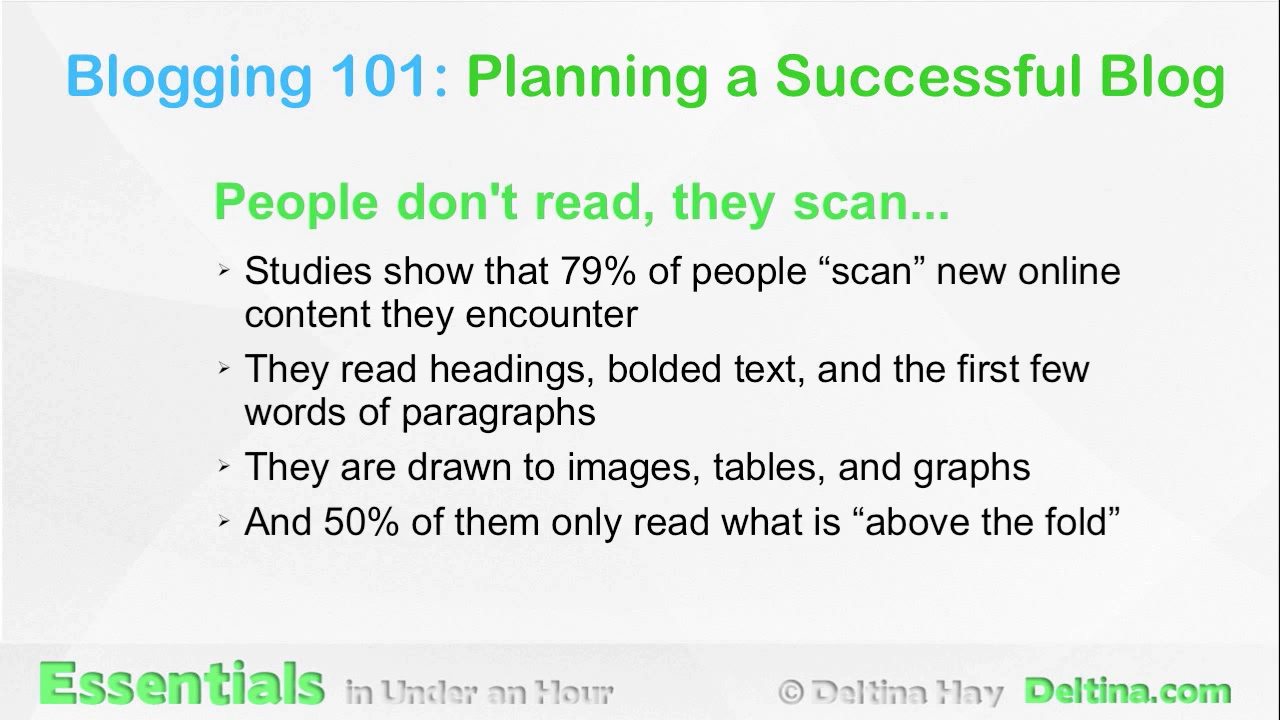 Blogging 101: Planning a Successful Blog
People don't read, they scan...
➢ Studies show that 79% of people “scan” new online
content they encounter
➢ They read headings, bolded text, and the first few
words of paragraphs
➢ They are drawn to images, tables, and graphs
➢ And 50% of them only read what is “above the fold”
Essentials in Under an Hour © Deltina Hay Deltina.com